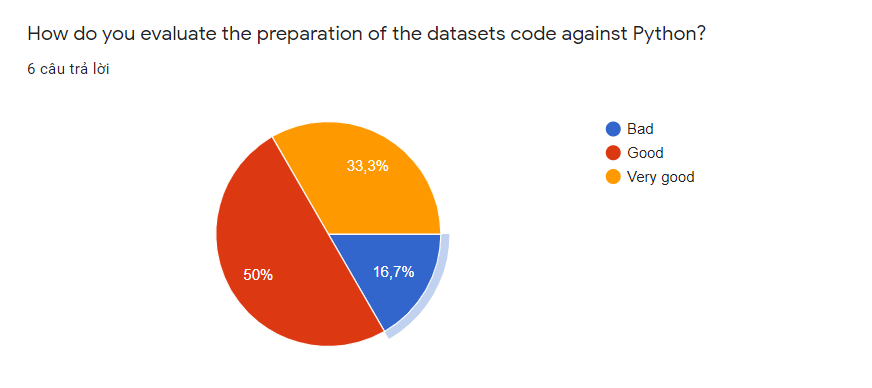 How do you evaluate the preparation of the datasets code against Python?
6 câu trả lời
33,3%
50%
16,7%
Bad
Good
Very good